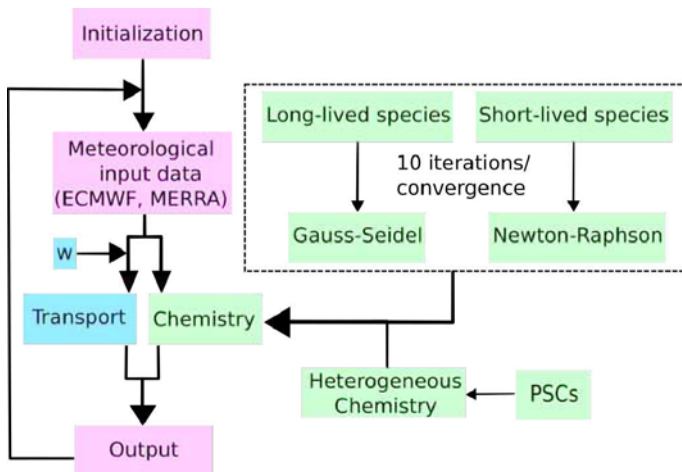 Initialization
Meteorological
input data
(ECMWF, MERRA)
w
Transport
Chemistry
Output
Long-lived species
Short-lived species
10 iterations/
convergence
Gauss-Seidel
Newton-Raphson
Heterogeneous
Chemistry
PSCs